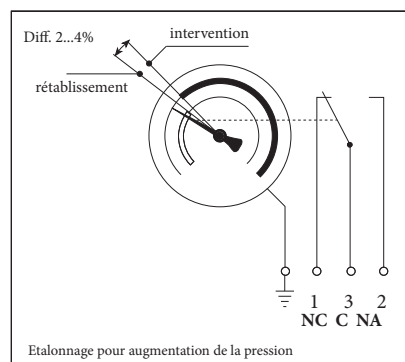 Diff. 2...4%
intervention
rétablissement
1 3 2
NC C NA
Etalonnage pour augmentation de la pression